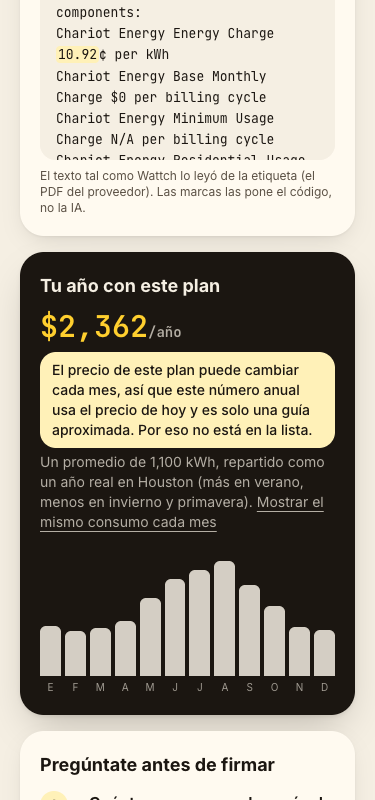 components:
Chariot Energy Energy Charge
10.92¢ per kWh
Chariot Energy Base Monthly
Charge $0 per billing cycle
Chariot Energy Minimum Usage
Charge N/A per billing cycle
Chariot Energy Residential Usage
El texto tal como Wattch lo leyó de la etiqueta (el
PDF del proveedor). Las marcas las pone el código,
no la IA.
Tu año con este plan
$2,362/año
El precio de este plan puede cambiar
cada mes, así que este número anual
usa el precio de hoy y es solo una guía
aproximada. Por eso no está en la lista.
Un promedio de 1,100 kWh, repartido como
un año real en Houston (más en verano,
menos en invierno y primavera). Mostrar el
mismo consumo cada mes
E F M A M J J A S O N D
Pregúntate antes de firmar